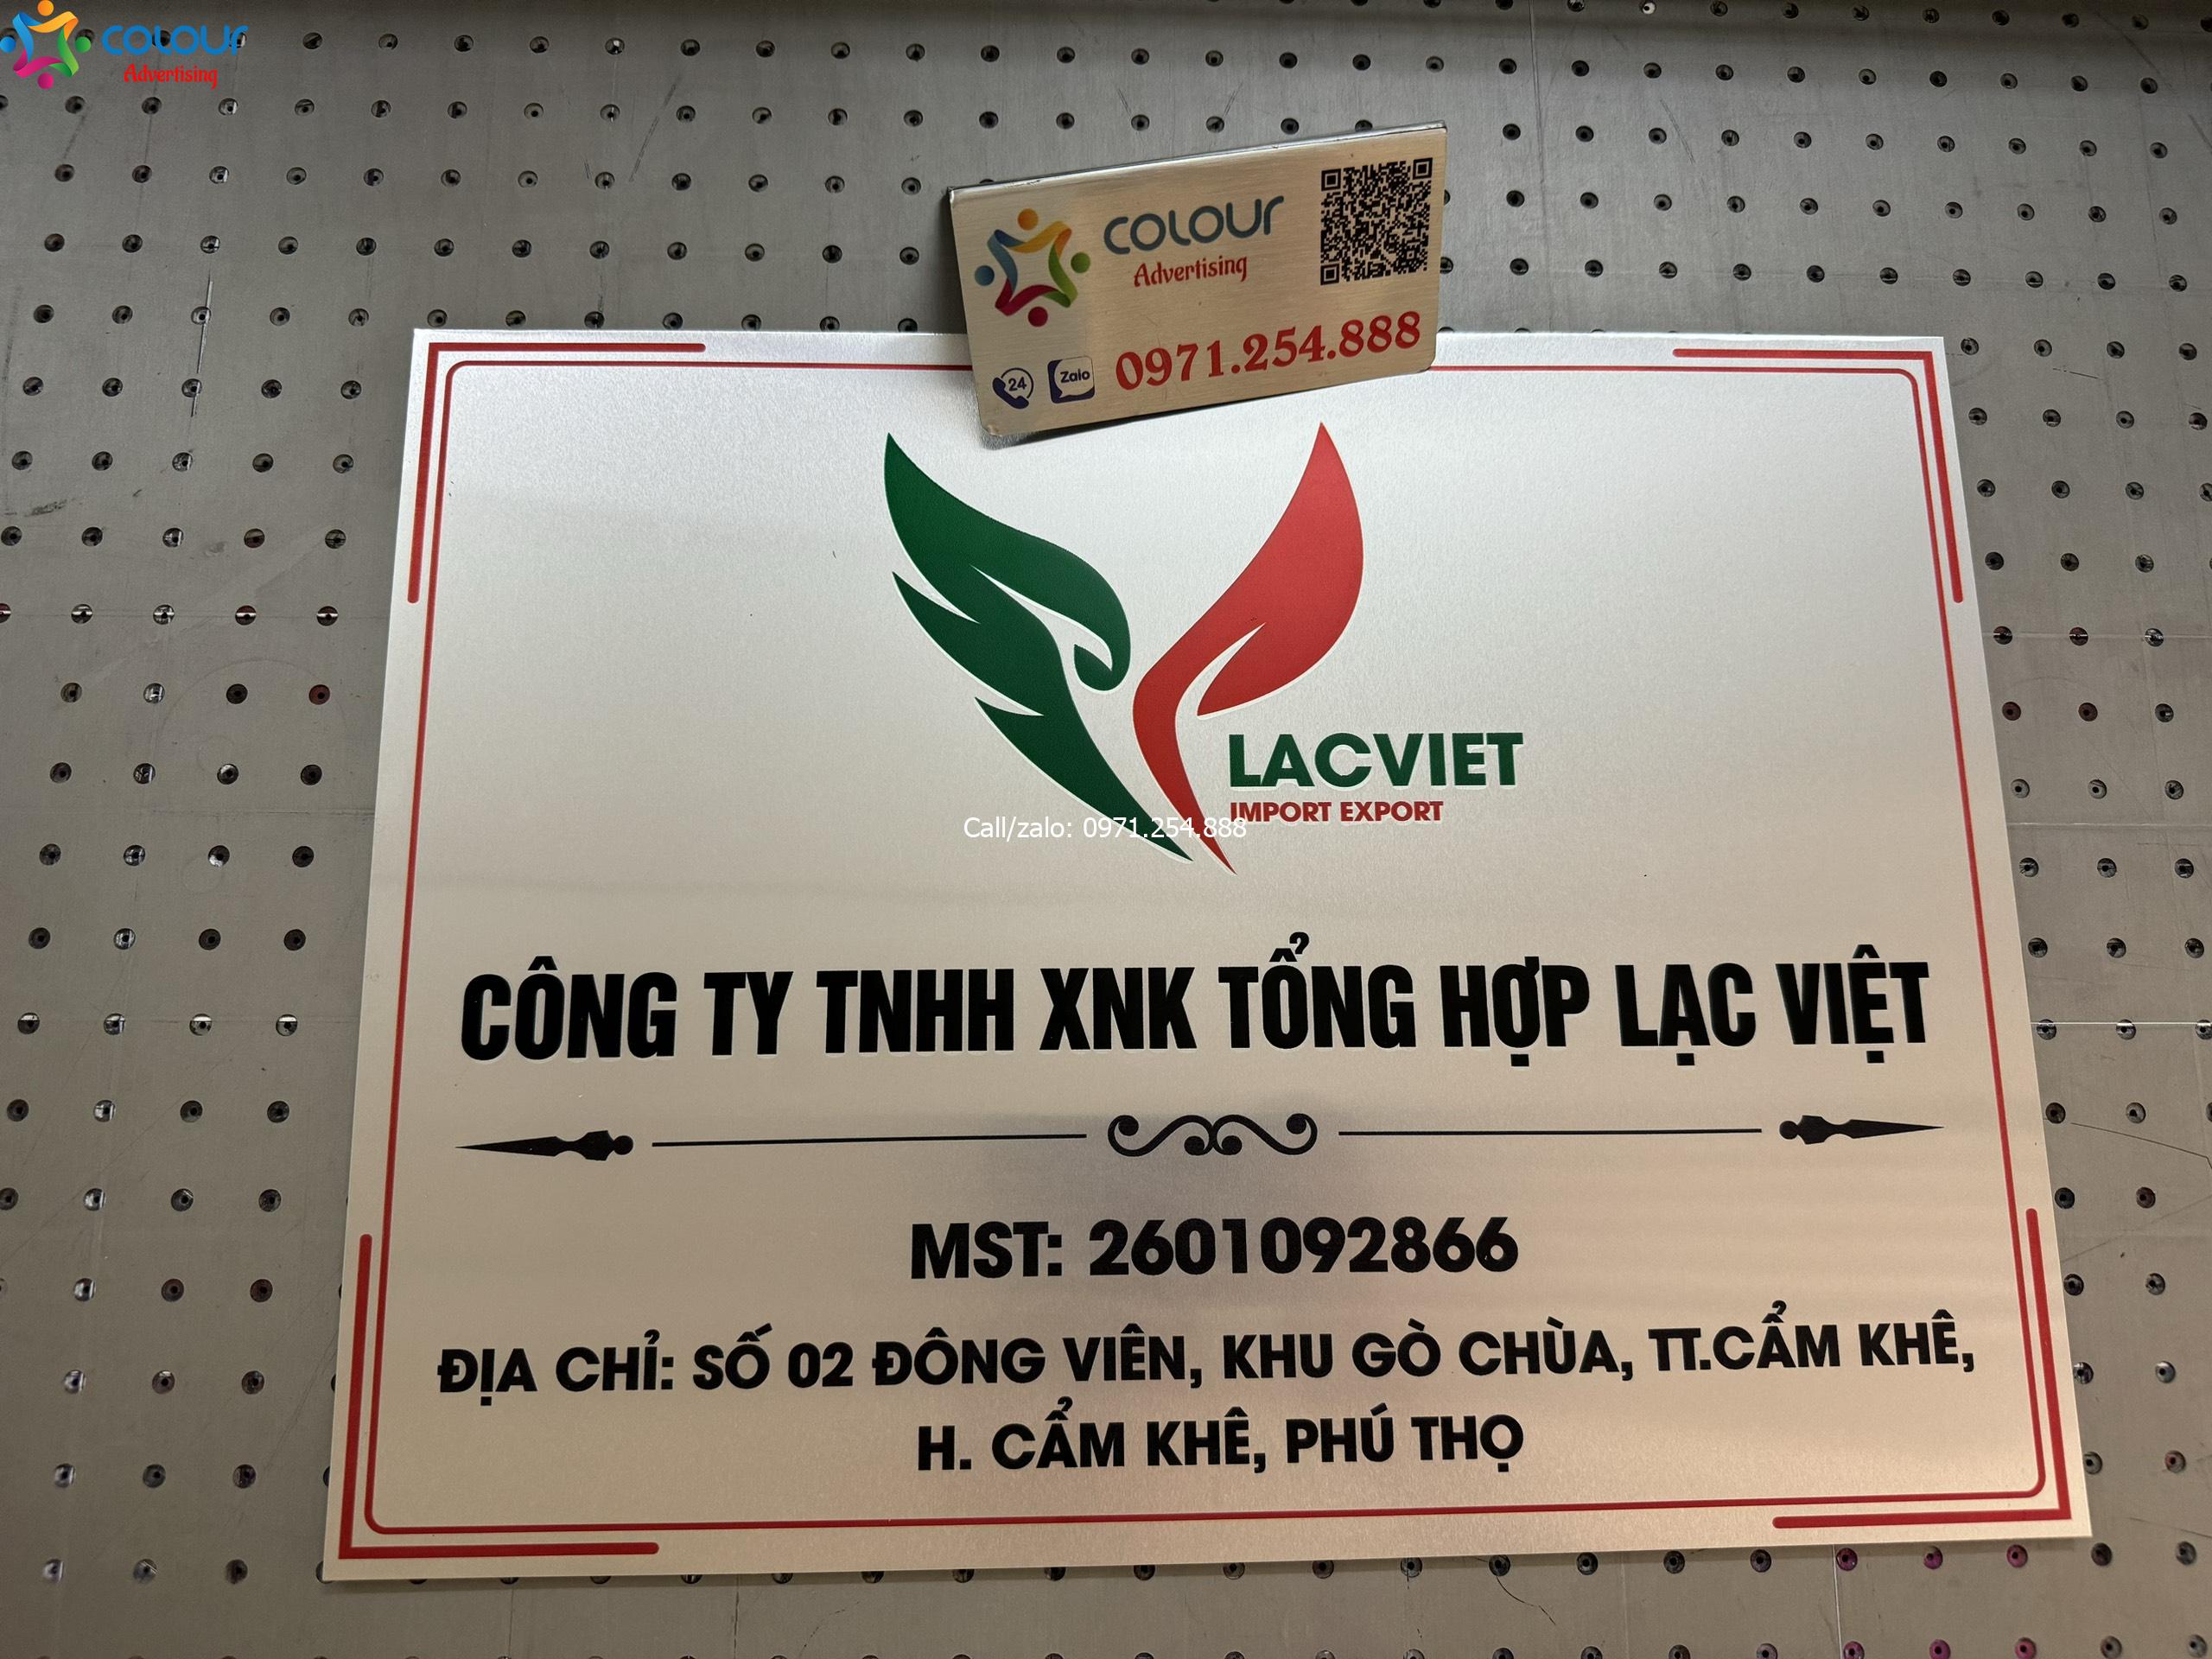 COLOUR
Advertising
COLOUR
Advertising
24
Zalo
0971.254.888
LACVIET
IMPORT EXPORT
Call/zalo: 0971.254.888
CÔNG TY TNHH XNK TỔNG HỢP LẠC VIỆT
MST: 2601092866
ĐỊA CHỈ: SỐ 02 ĐÔNG VIÊN, KHU GÒ CHÙA, TT.CẨM KHÊ,
H. CẨM KHÊ, PHÚ THỌ